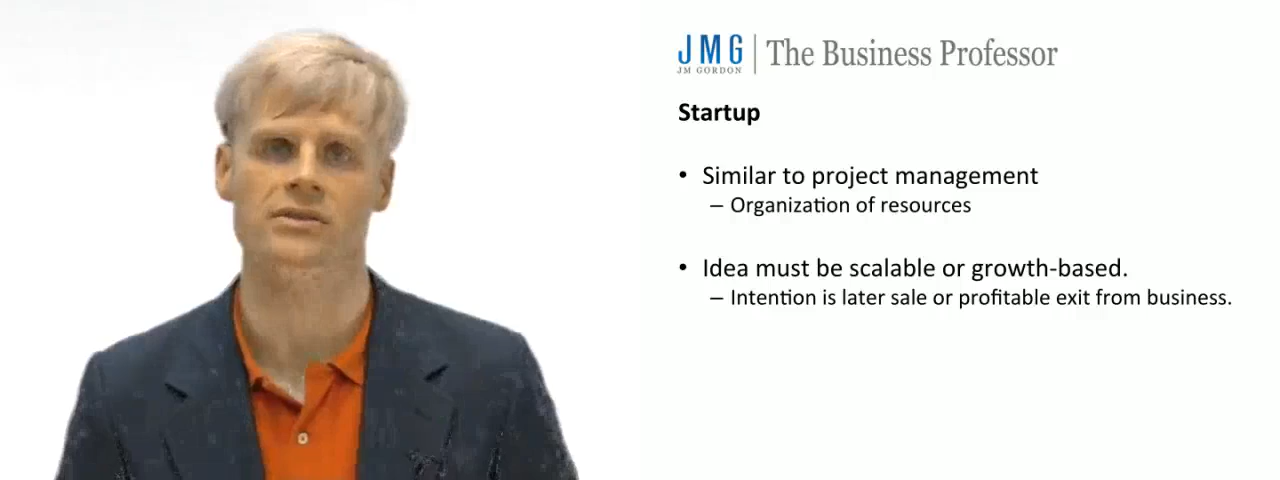 JMG | The Business Professor
JM GORDON
Startup
• Similar to project management
– Organization of resources
• Idea must be scalable or growth-based.
– Intention is later sale or profitable exit from business.